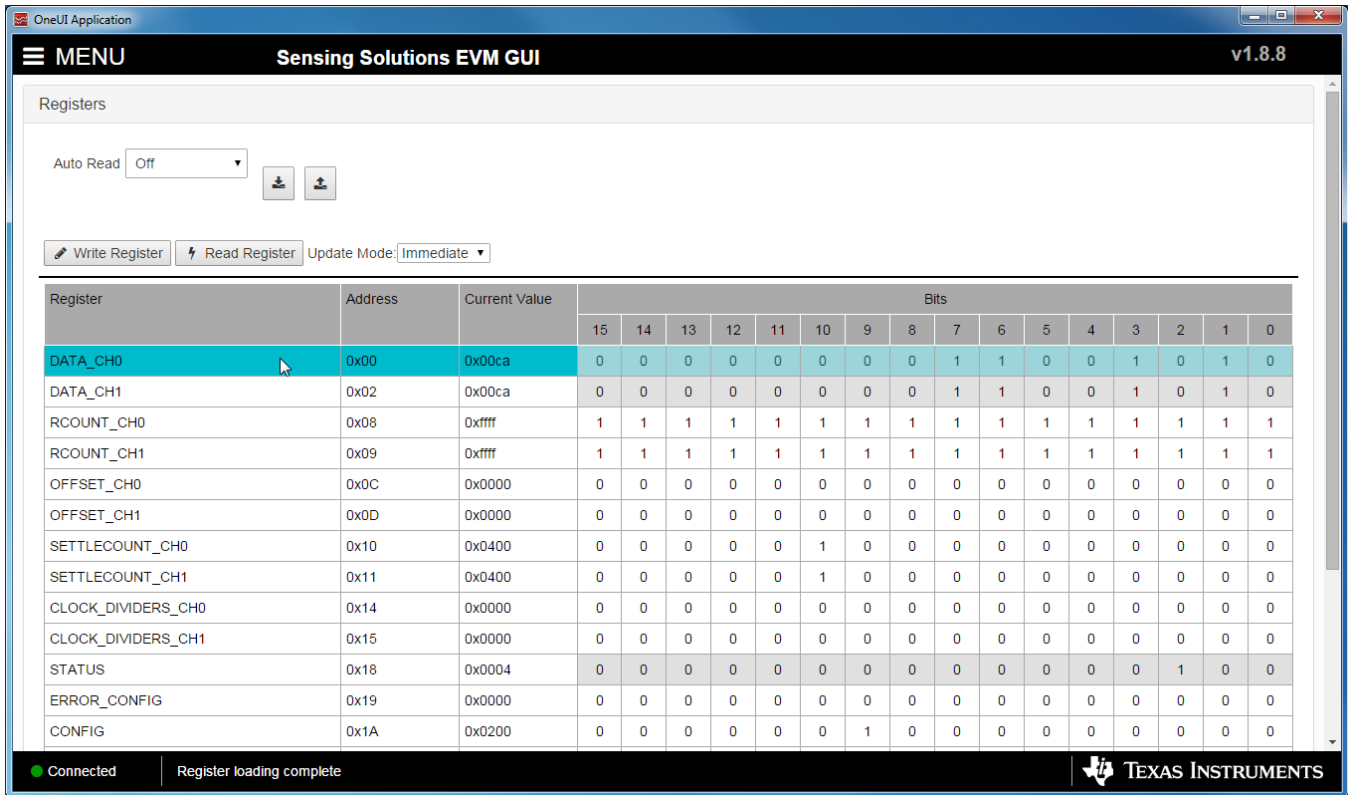 OneUI Application
MENU Sensing Solutions EVM GUI v1.8.8
Registers
Auto Read Off
Write Register Read Register Update Mode: Immediate
Register Address Current Value Bits
15 14 13 12 11 10 9 8 7 6 5 4 3 2 1 0
DATA_CH0 0x00 0x00ca 0 0 0 0 0 0 0 0 1 1 0 0 1 0 1 0
DATA_CH1 0x02 0x00ca 0 0 0 0 0 0 0 0 1 1 0 0 1 0 1 0
RCOUNT_CH0 0x08 0xffff 1 1 1 1 1 1 1 1 1 1 1 1 1 1 1 1
RCOUNT_CH1 0x09 0xffff 1 1 1 1 1 1 1 1 1 1 1 1 1 1 1 1
OFFSET_CH0 0x0C 0x0000 0 0 0 0 0 0 0 0 0 0 0 0 0 0 0 0
OFFSET_CH1 0x0D 0x0000 0 0 0 0 0 0 0 0 0 0 0 0 0 0 0 0
SETTLECOUNT_CH0 0x10 0x0400 0 0 0 0 0 1 0 0 0 0 0 0 0 0 0 0
SETTLECOUNT_CH1 0x11 0x0400 0 0 0 0 0 1 0 0 0 0 0 0 0 0 0 0
CLOCK_DIVIDERS_CH0 0x14 0x0000 0 0 0 0 0 0 0 0 0 0 0 0 0 0 0 0
CLOCK_DIVIDERS_CH1 0x15 0x0000 0 0 0 0 0 0 0 0 0 0 0 0 0 0 0 0
STATUS 0x18 0x0004 0 0 0 0 0 0 0 0 0 0 0 0 0 1 0 0
ERROR_CONFIG 0x19 0x0000 0 0 0 0 0 0 0 0 0 0 0 0 0 0 0 0
CONFIG 0x1A 0x0200 0 0 0 0 0 0 1 0 0 0 0 0 0 0 0 0
Connected Register loading complete TEXAS INSTRUMENTS